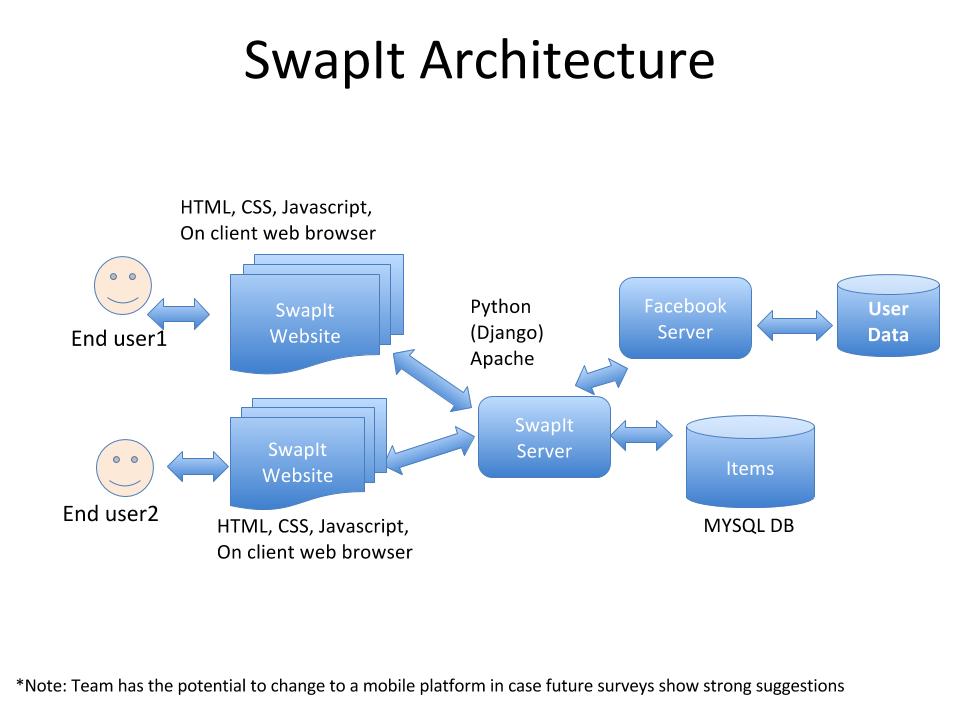 SwapIt Architecture
HTML, CSS, Javascript,
On client web browser
End user1
SwapIt
Website
Python
(Django)
Apache
Facebook
Server
User
Data
End user2
SwapIt
Website
HTML, CSS, Javascript,
On client web browser
SwapIt
Server
Items
MYSQL DB
*Note: Team has the potential to change to a mobile platform in case future surveys show strong suggestions